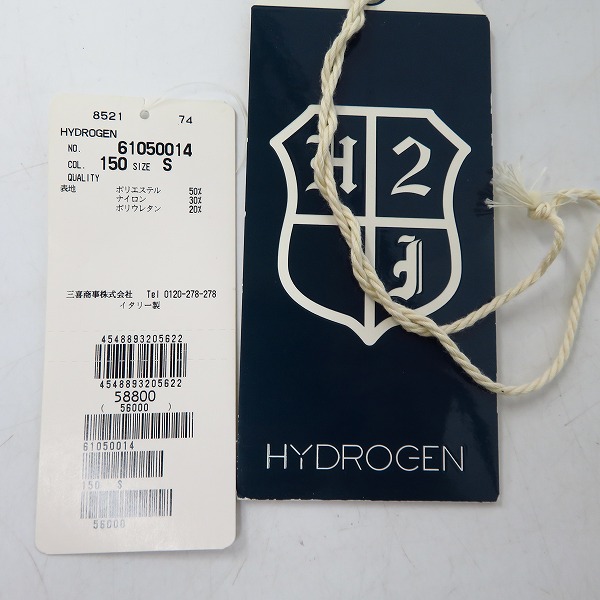 8521 74
HYDROGEN
NO. 61050014
COL. 150 SIZE S
QUALITY
表地 ポリエステル 50%
ナイロン 30%
ポリウレタン 20%
三喜商事株式会社 Tel 0120-278-278
イタリー製
4548893205622
4548893205622
58800
( 56000 )
61050014
150 S
56000
H 2
J
HYDROGEN